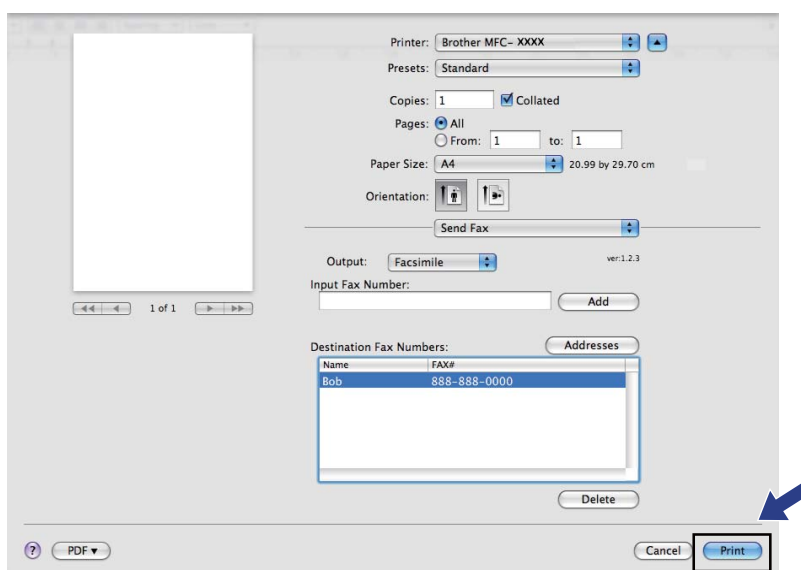 Printer: Brother MFC- XXXX
Presets: Standard
Copies: 1 Collated
Pages: All
From: 1 to: 1
Paper Size: A4 20.99 by 29.70 cm
Orientation:
Send Fax
Output: Facsimile ver:1.2.3
Input Fax Number:
Add
1 of 1
Destination Fax Numbers: Addresses
Name FAX#
Bob 888-888-0000
Delete
? PDF Cancel Print